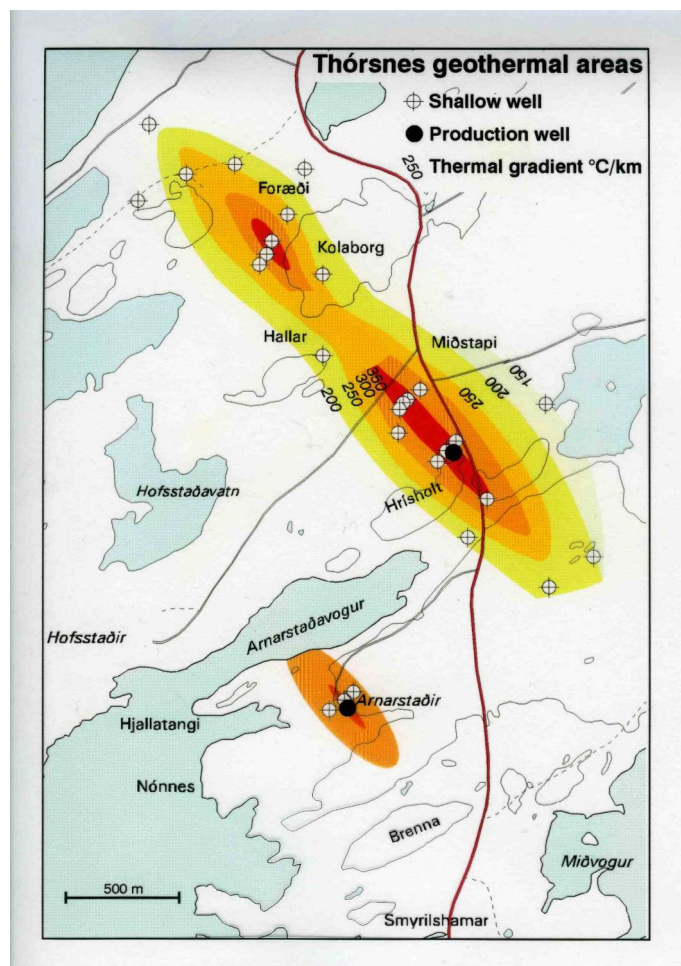 Thórsnes geothermal areas
Shallow well
Production well
250
Thermal gradient °C/km
Foræði
Kolaborg
Hallar
Miðstapi
350
300
250
200
150
200
250
Hofsstaðavatn
Hrísholt
Arnarstaðavogur
Hofsstaðir
Arnarstaðir
Hjallatangi
Nónnes
Brenna
Miðvogur
500 m
Smyrilshamar